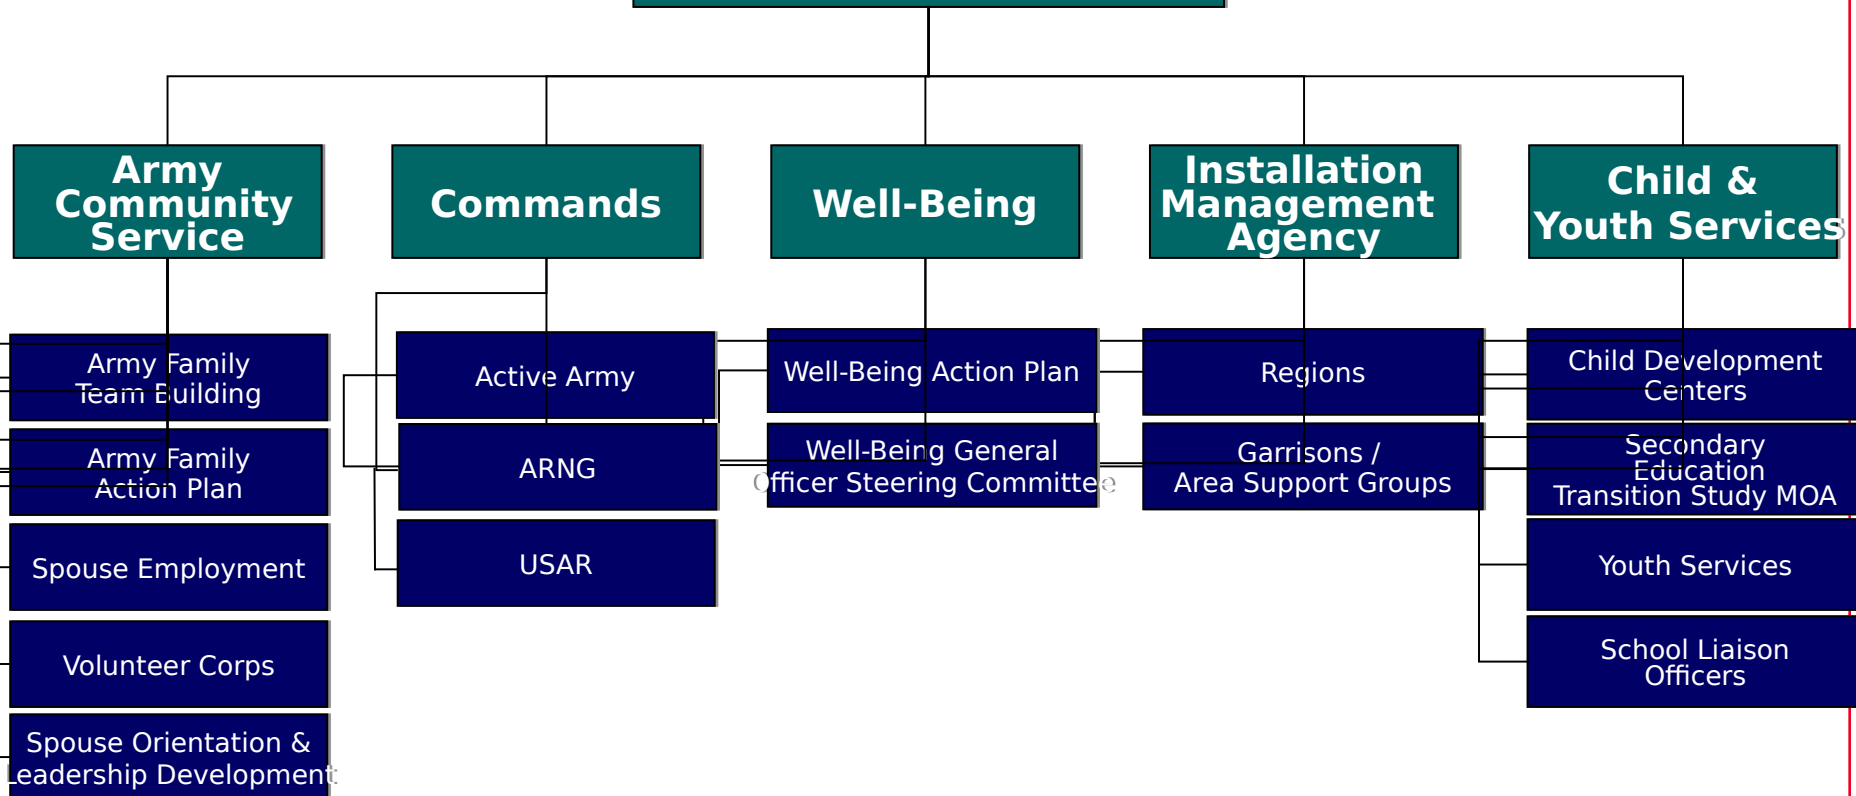 Army
Community
Service
Commands
Well-Being
Installation
Management
Agency
Child &
Youth Services
Army Family
Team Building
Army Family
Action Plan
Spouse Employment
Volunteer Corps
Spouse Orientation &
Leadership Development
Active Army
ARNG
USAR
Well-Being Action Plan
Well-Being General
Officer Steering Committee
Regions
Garrisons /
Area Support Groups
Child Development
Centers
Secondary
Education
Transition Study MOA
Youth Services
School Liaison
Officers